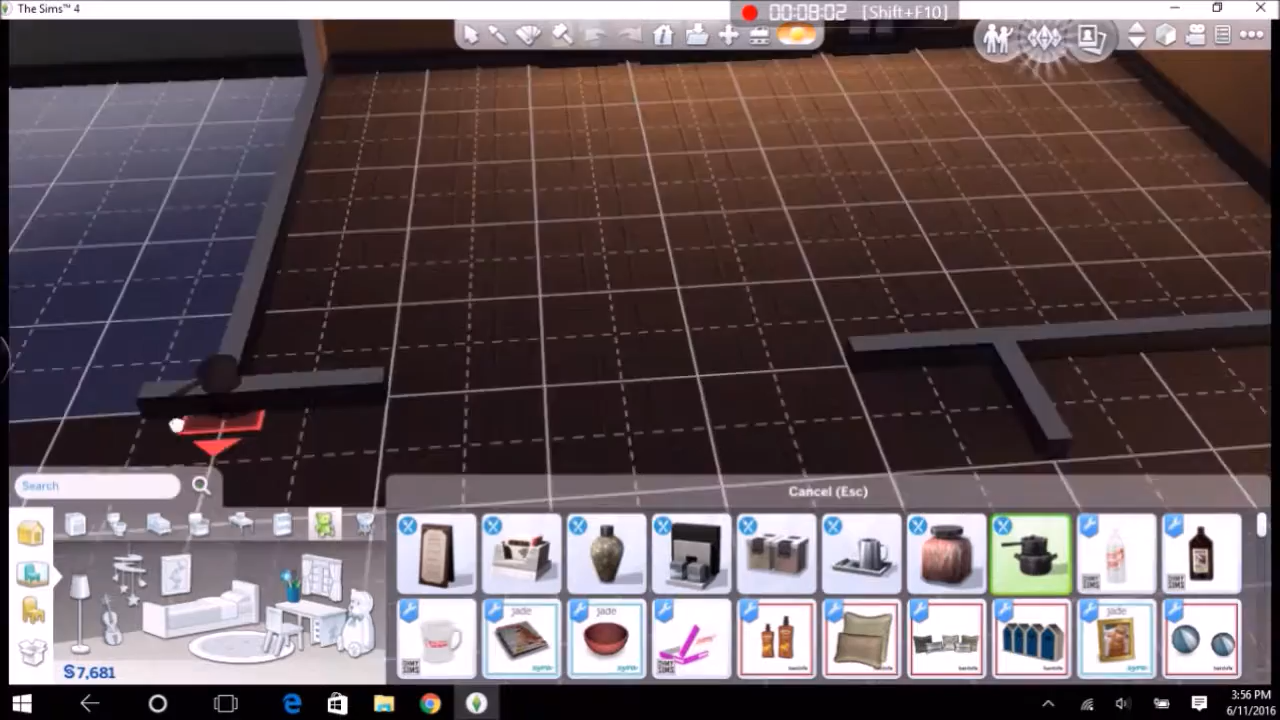 The Sims™ 4
00:08:02 [Shift+F10]
Search
Cancel (Esc)
jade
jade
jade
§7,681
3:56 PM
6/11/2016